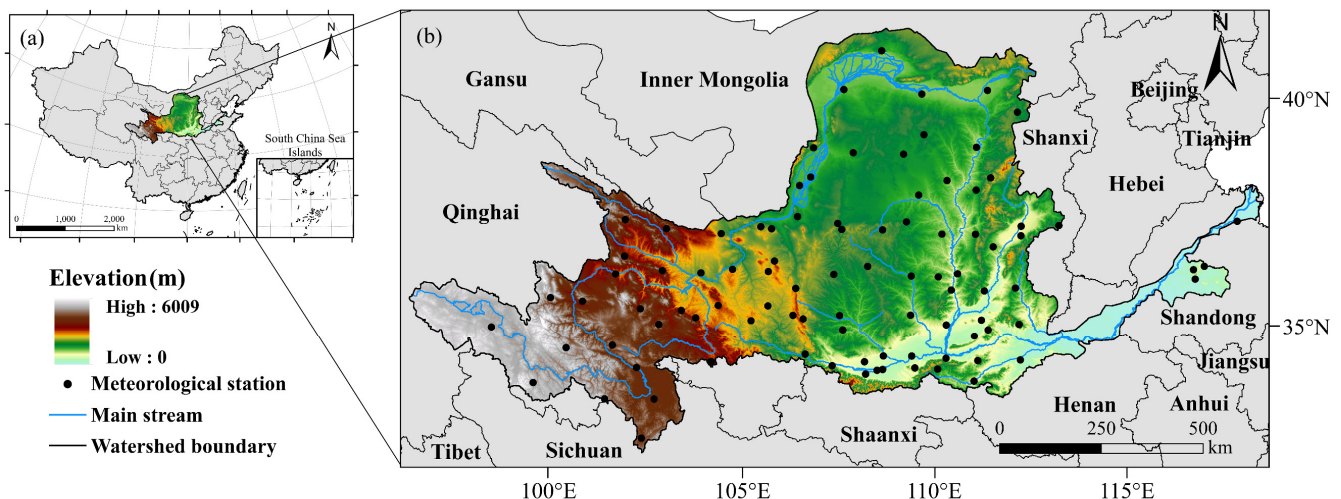 (a)
N
South China Sea
Islands
0 1,000 2,000
km
Elevation (m)
High : 6009
Low : 0
Meteorological station
Main stream
Watershed boundary
(b)
N
Gansu
Inner Mongolia
Beijing
40°N
Shanxi
Tianjin
Hebei
Qinghai
Shandong
35°N
Jiangsu
Henan
Anhui
Shaanxi
Tibet
Sichuan
0 250 500
km
100°E
105°E
110°E
115°E